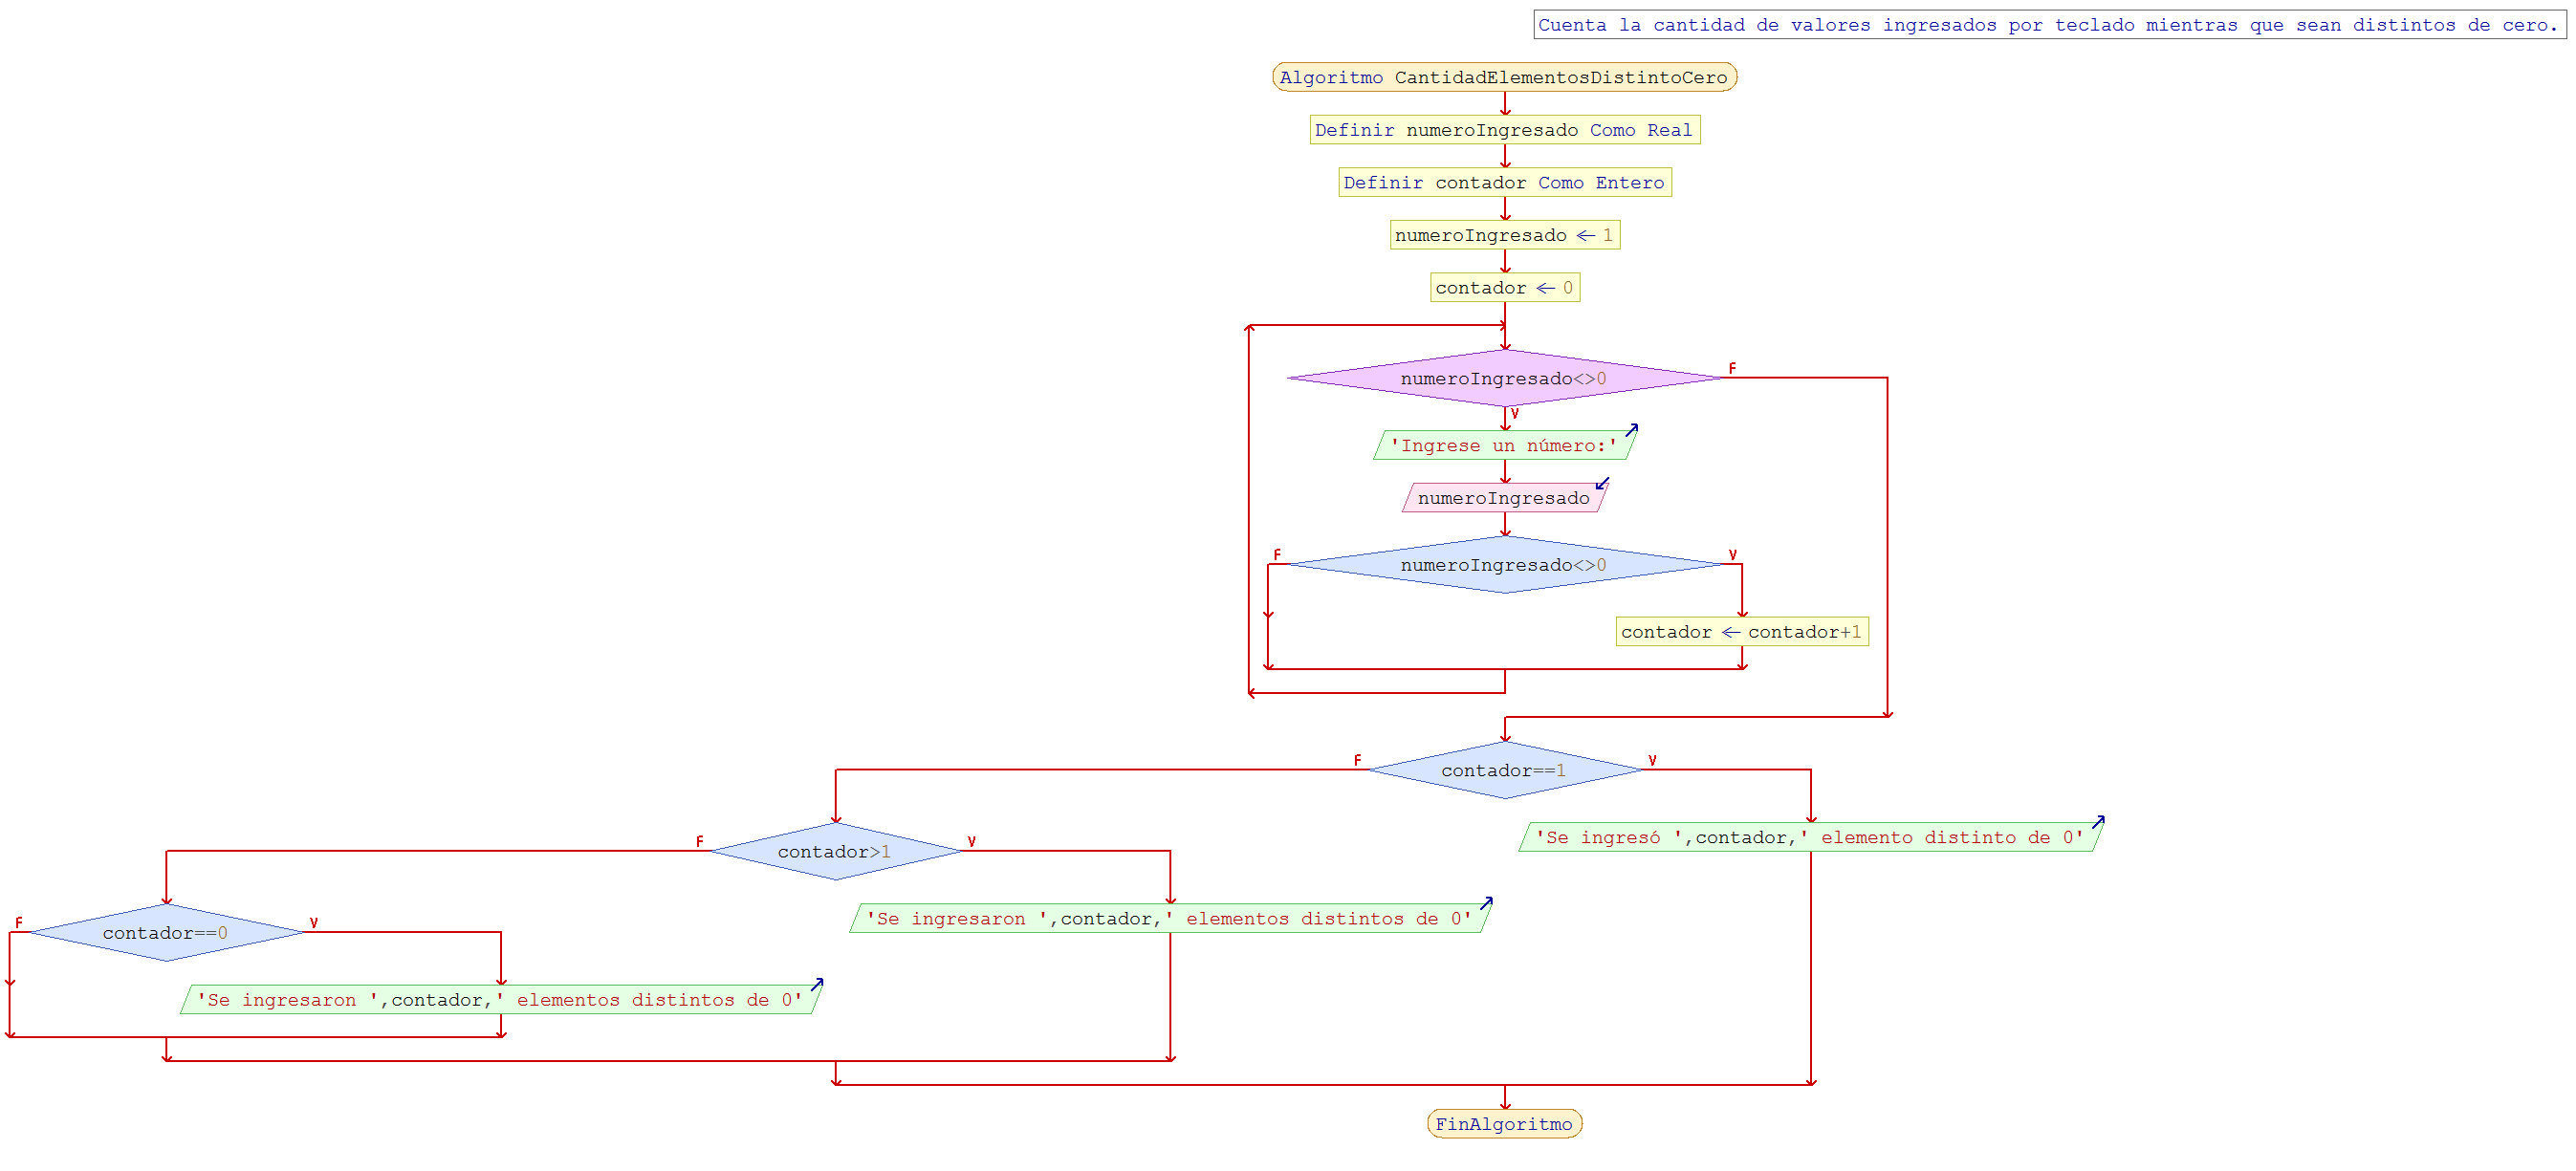 Cuenta la cantidad de valores ingresados por teclado mientras que sean distintos de cero.
Algoritmo CantidadElementosDistintoCero
Definir numeroIngresado Como Real
Definir contador Como Entero
numeroIngresado ← 1
contador ← 0
numeroIngresado<>0
F
V
'Ingrese un número:'
numeroIngresado
F
numeroIngresado<>0
V
contador ← contador+1
F
contador==1
V
'Se ingresó ',contador,' elemento distinto de 0'
F
contador>1
V
'Se ingresaron ',contador,' elementos distintos de 0'
F
contador==0
V
'Se ingresaron ',contador,' elementos distintos de 0'
FinAlgoritmo